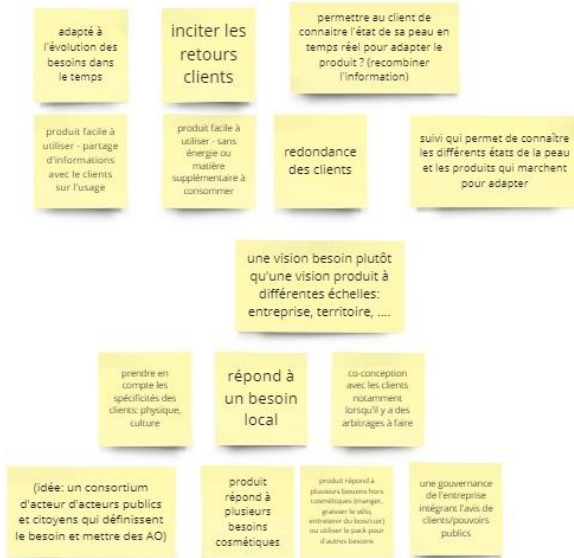 adapté à
l'évolution des
besoins dans
le temps
inciter les
retours
clients
permettre au client de
connaitre l'état de sa peau en
temps réel pour adapter le
produit ? (recombiner
l'information)
produit facile à
utiliser - partage
d'informations
avec le clients
sur l'usage
produit facile à
utiliser - sans
énergie ou
matière
supplémentaire à
consommer
redondance
des clients
suivi qui permet de connaître
les différents états de la peau
et les produits qui marchent
pour adapter
une vision besoin plutôt
qu'une vision produit à
différentes échelles:
entreprise, territoire, ....
prendre en
compte les
spécificités des
clients: physique,
culture
répond à
un besoin
local
co-conception
avec les clients
notamment
lorsqu'il y a des
arbitrages à faire
(idée: un consortium
d'acteur d'acteurs publics
et citoyens qui définissent
le besoin et mettre des AO)
produit
répond à
plusieurs
besoins
cosmétiques
produit répond à
plusieurs besoins hors
cosmétiques (manger,
graisser le vélo,
entretenir du bois/cuir)
ou utiliser le pack pour
d'autres besoins
une gouvernance
de l'entreprise
intégrant l'avis de
clients/pouvoirs
publics